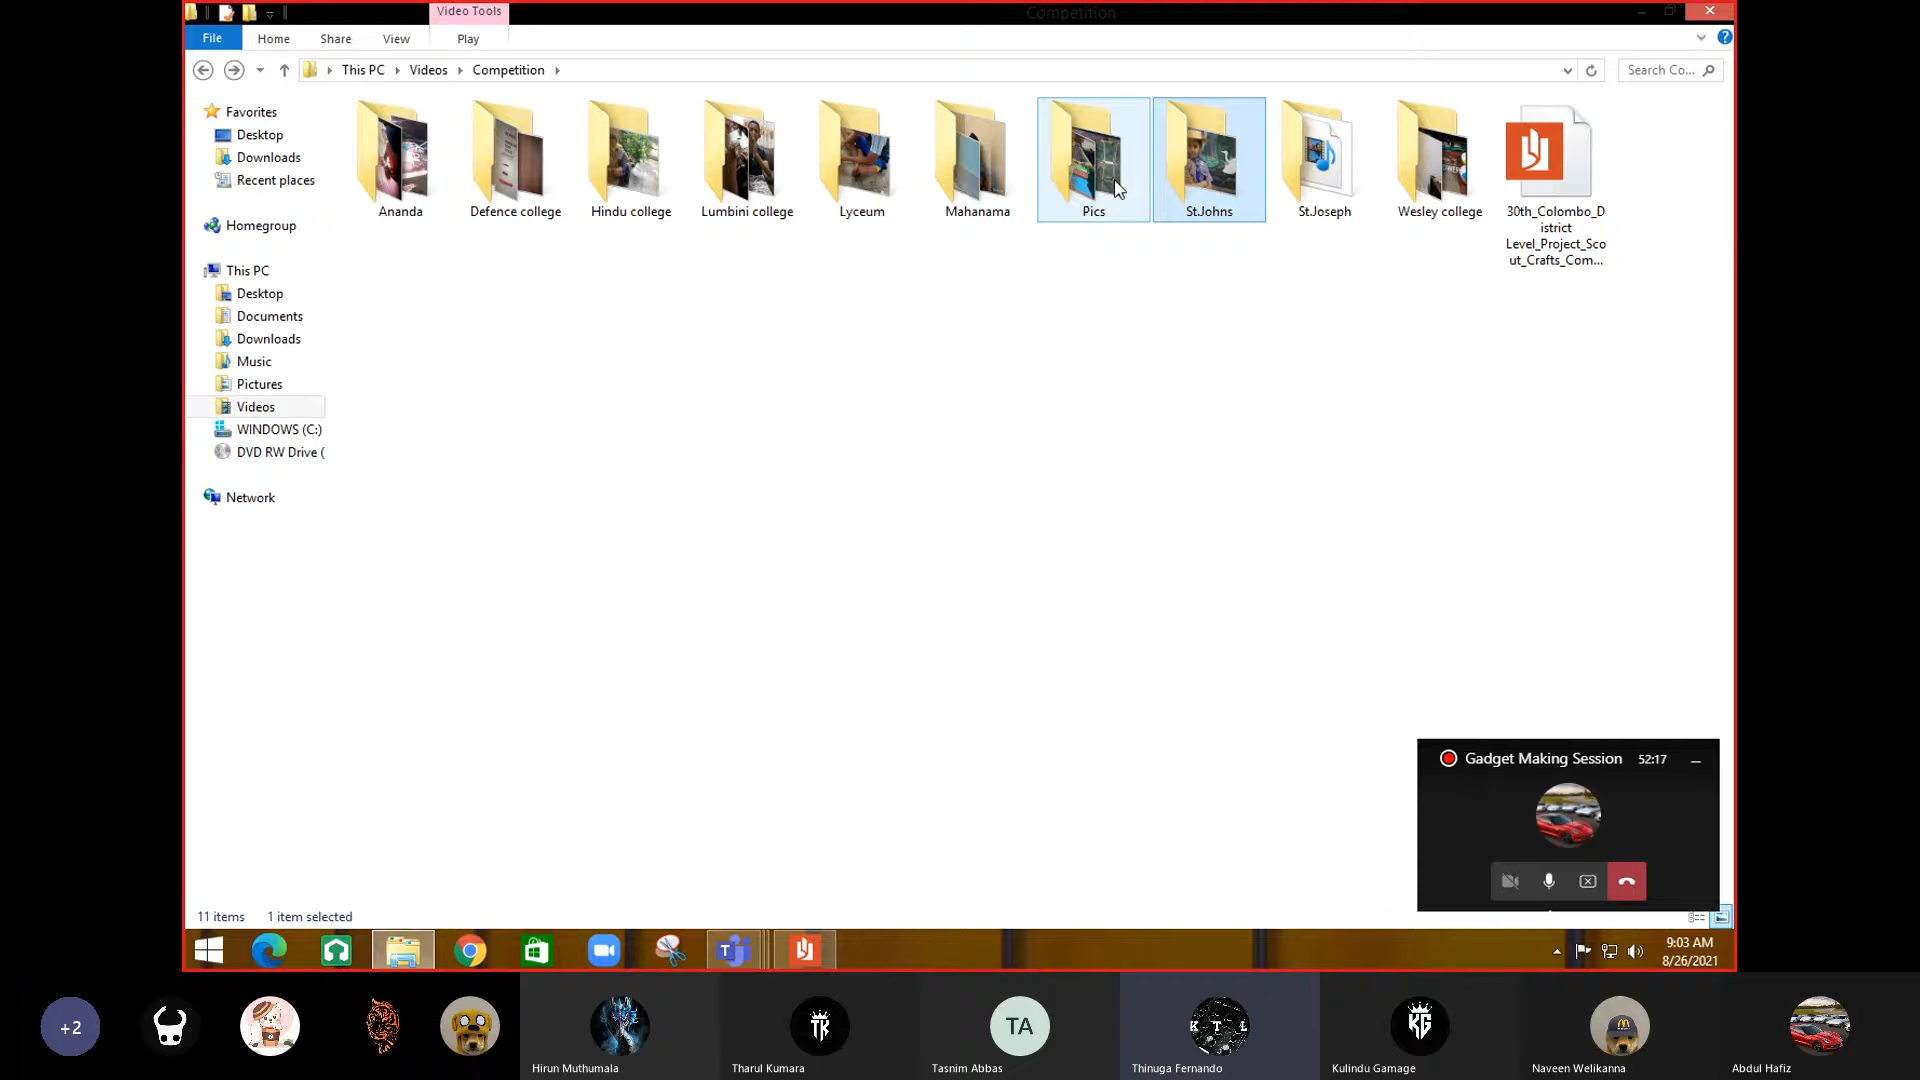 Video Tools
Competition
File
Home
Share
View
Play
This PC
Videos
Competition
Search Co...
Favorites
Desktop
Downloads
Recent places
Homegroup
This PC
Desktop
Documents
Downloads
Music
Pictures
Videos
WINDOWS (C:)
DVD RW Drive (
Network
Ananda
Defence college
Hindu college
Lumbini college
Lyceum
Mahanama
Pics
St.Johns
St.Joseph
Wesley college
30th_Colombo_D
istrict
Level_Project_Sco
ut_Crafts_Com...
Gadget Making Session
52:17
11 items
1 item selected
9:03 AM
8/26/2021
+2
Hirun Muthumala
TK
Tharul Kumara
TA
Tasnim Abbas
K T L
Thinuga Fernando
KG
Kulindu Gamage
Naveen Welikanna
Abdul Hafiz